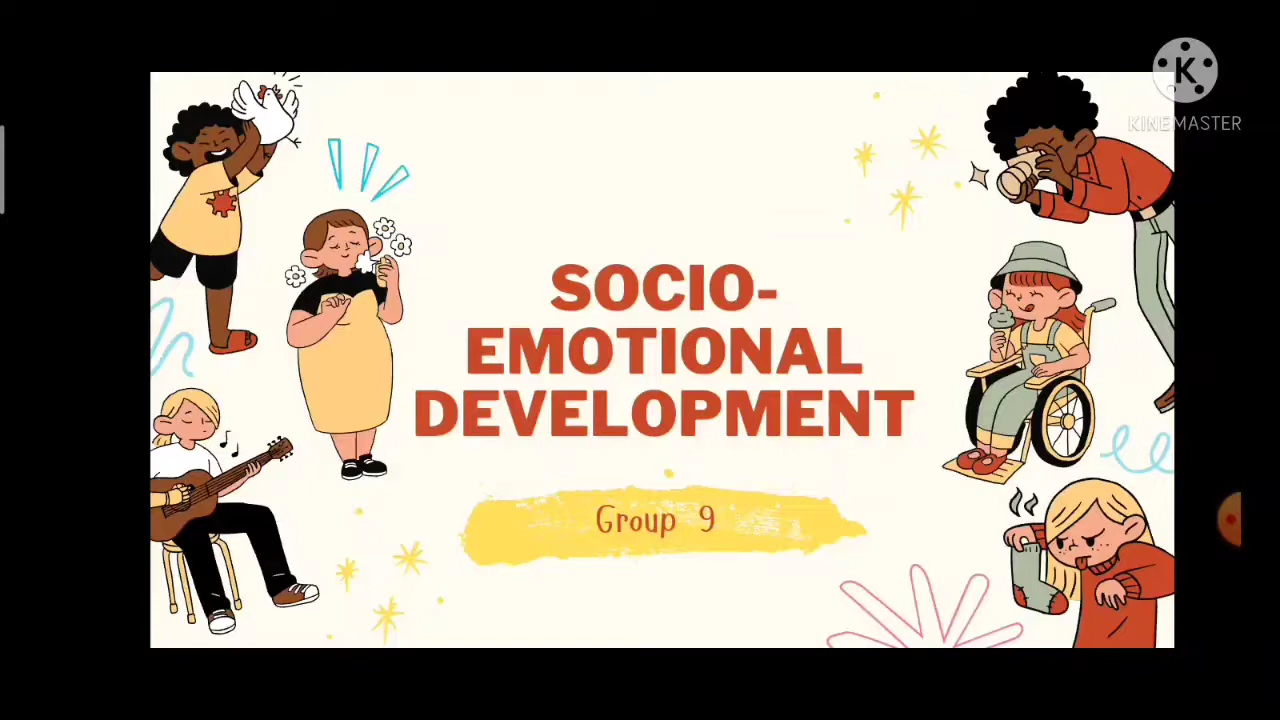 K
KINEMASTER
SOCIO-
EMOTIONAL
DEVELOPMENT
Group 9